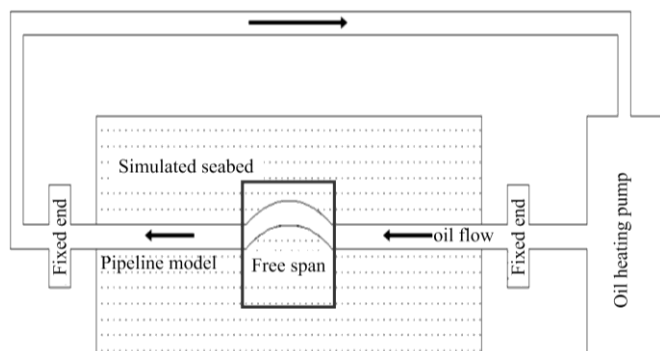 Simulated seabed
Fixed end
Pipeline model
Free span
oil flow
Fixed end
Oil heating pump